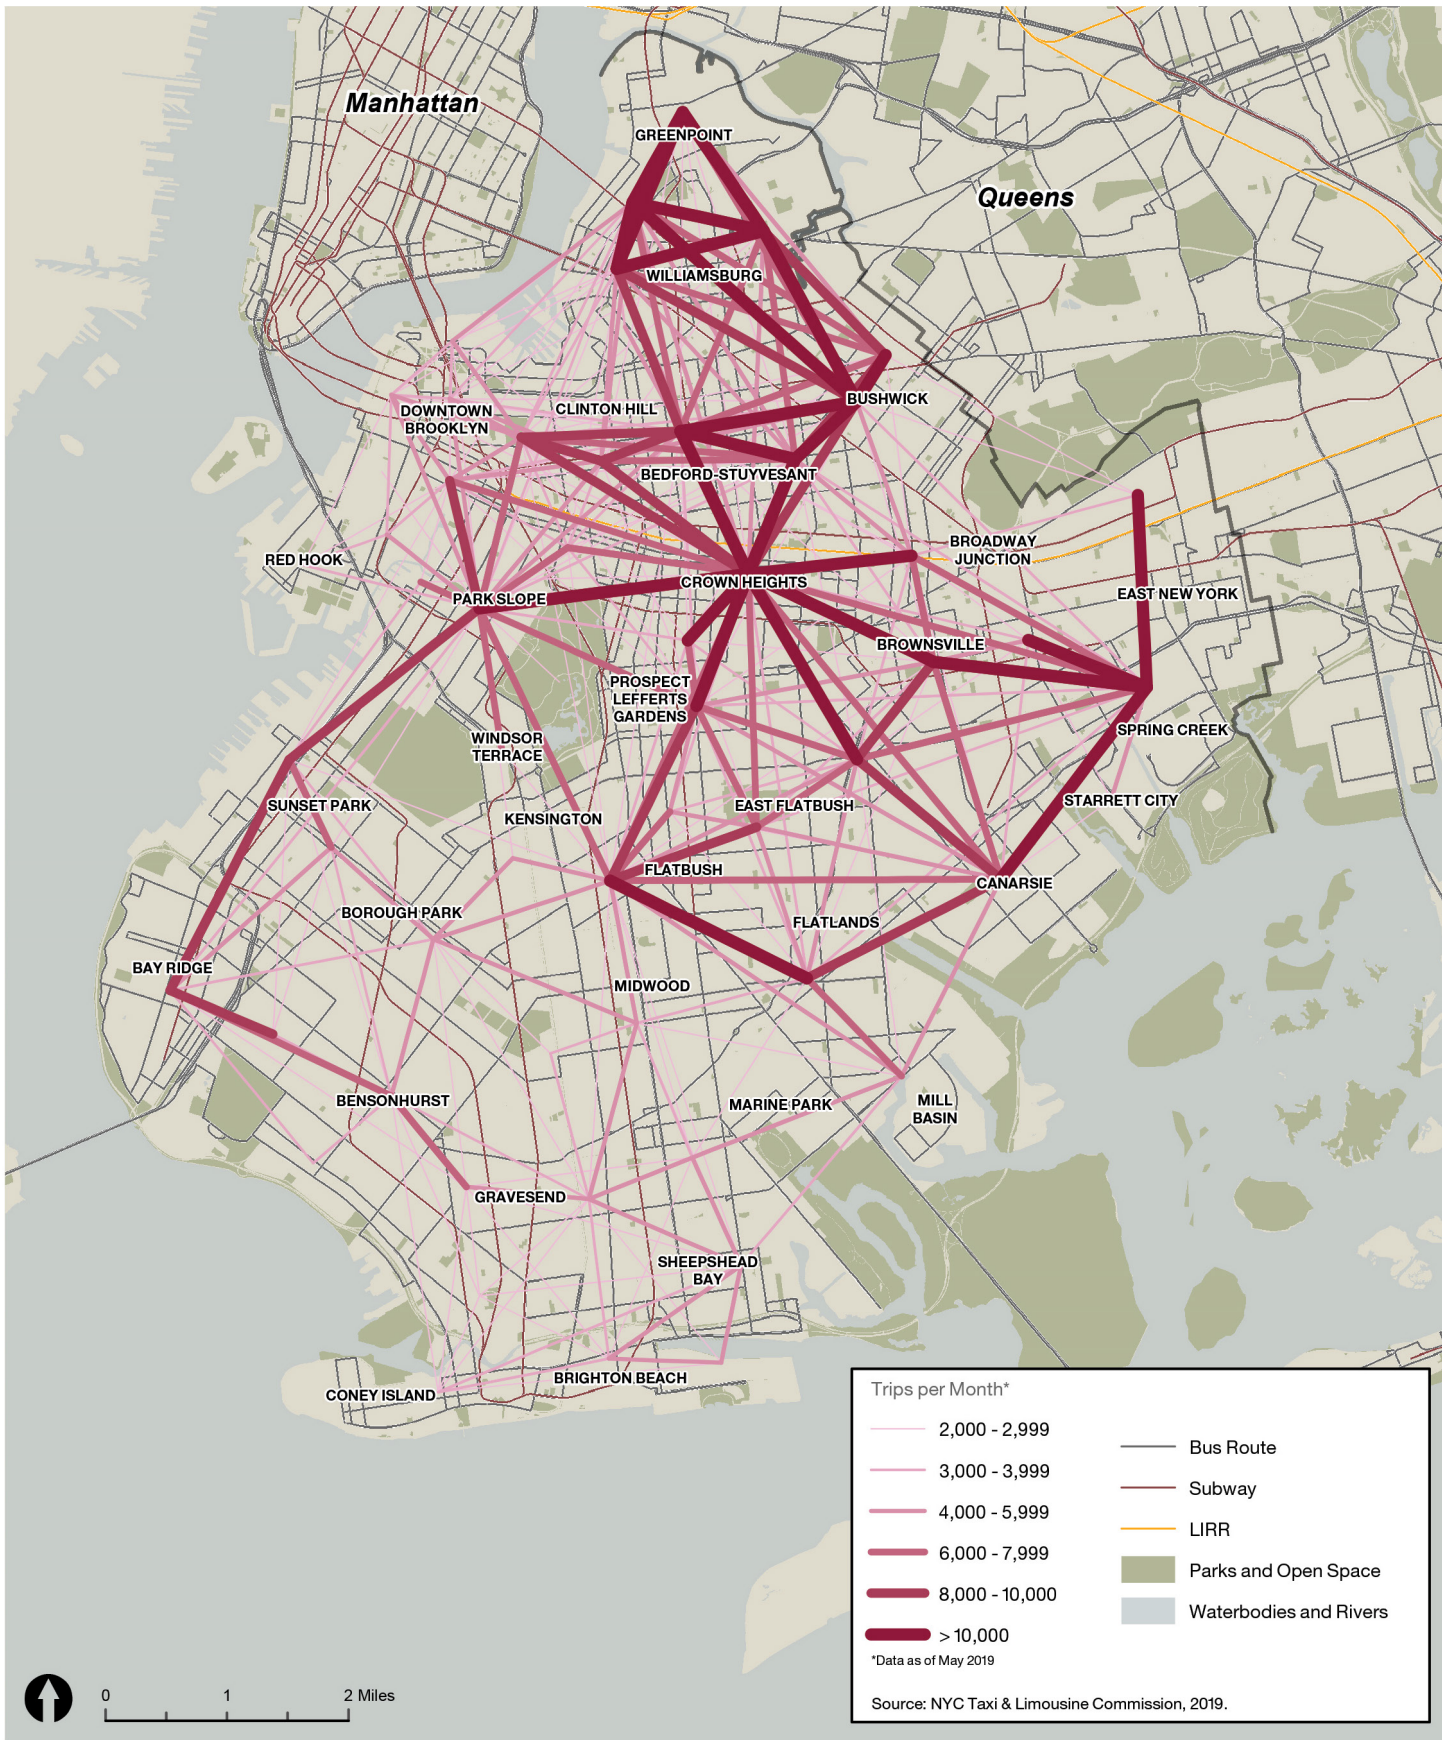 Manhattan
GREENPOINT
Queens
WILLIAMSBURG
BUSHWICK
DOWNTOWN
BROOKLYN
CLINTON HILL
BEDFORD-STUYVESANT
RED HOOK
BROADWAY
JUNCTION
CROWN HEIGHTS
PARK SLOPE
EAST NEW YORK
BROWNSVILLE
PROSPECT
LEFFERTS
GARDENS
SPRING CREEK
WINDSOR
TERRACE
SUNSET PARK
STARRETT CITY
EAST FLATBUSH
KENSINGTON
FLATBUSH
CANARSIE
BOROUGH PARK
FLATLANDS
BAY RIDGE
MIDWOOD
BENSONHURST
MARINE PARK
MILL
BASIN
GRAVESEND
SHEEPSHEAD
BAY
BRIGHTON BEACH
CONEY ISLAND
Trips per Month*
2,000 - 2,999
3,000 - 3,999
4,000 - 5,999
6,000 - 7,999
8,000 - 10,000
> 10,000
*Data as of May 2019
Bus Route
Subway
LIRR
Parks and Open Space
Waterbodies and Rivers
Source: NYC Taxi & Limousine Commission, 2019.
0 1 2 Miles